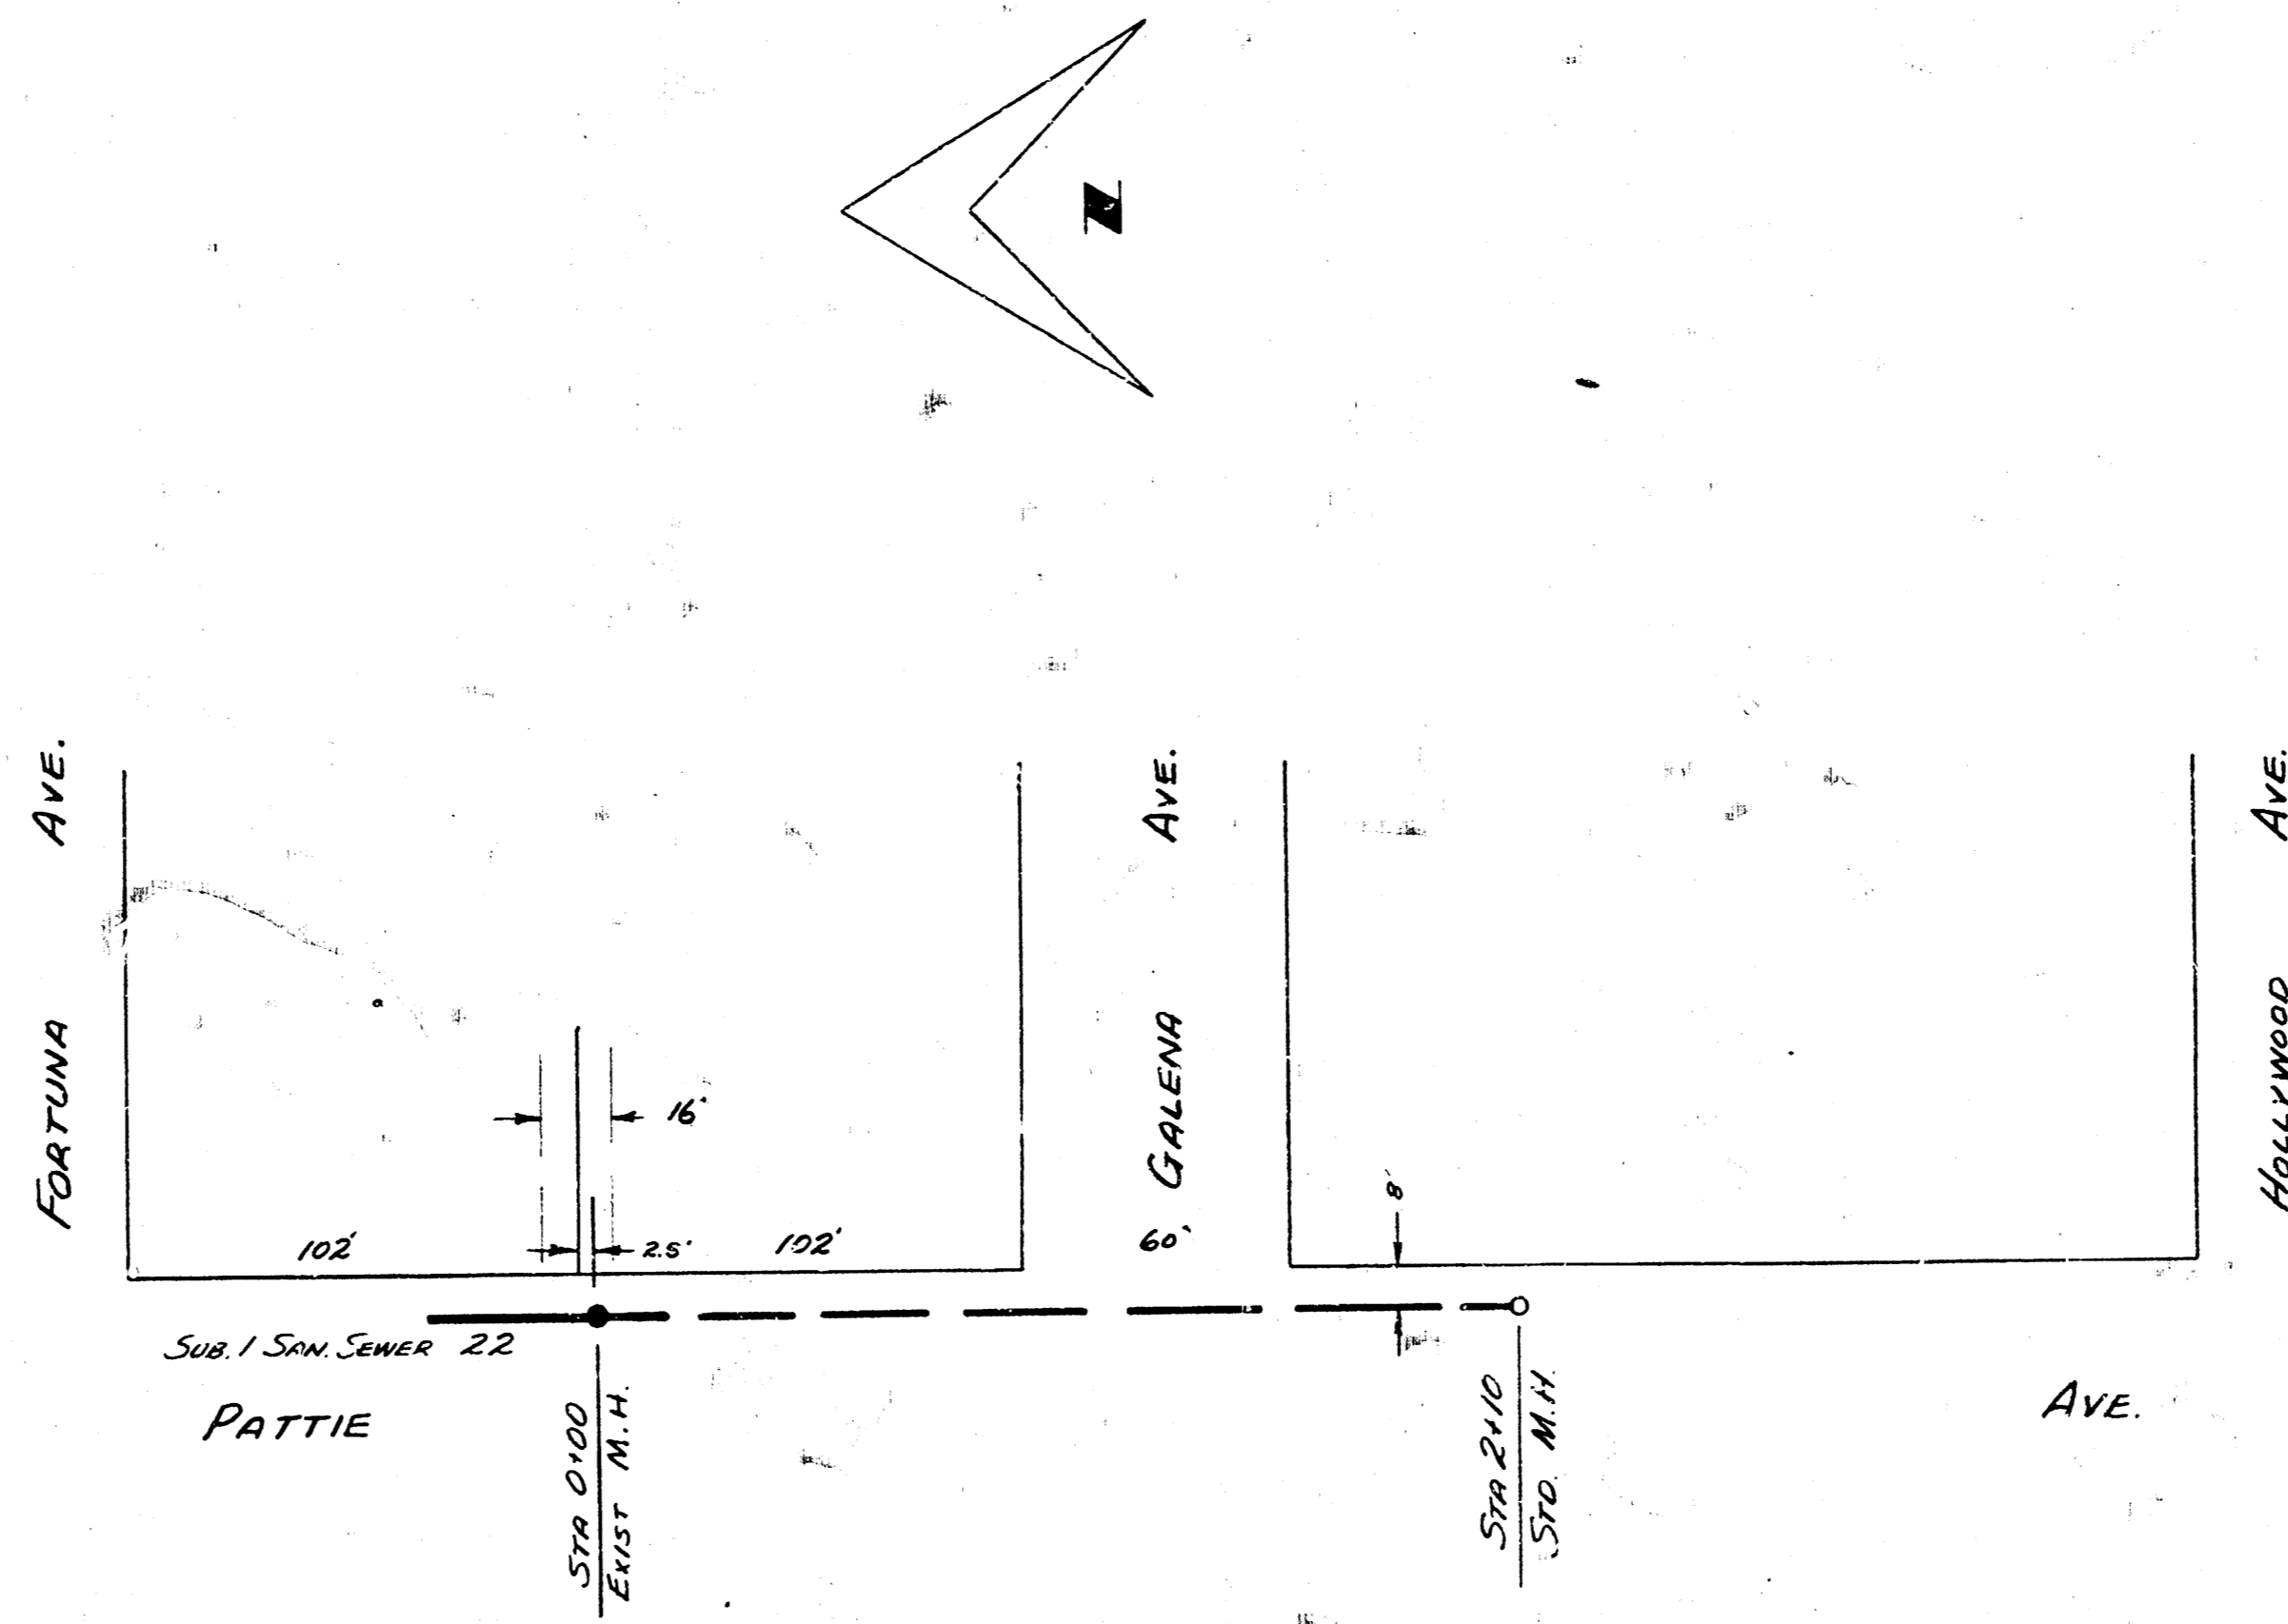 N
FORTUNA AVE.
GALENA AVE.
HOLLYWOOD AVE.
16'
102'
2.5'
102'
60'
8'
SUB. 1 SAN. SEWER 22
PATTIE AVE.
STA 0+00
EXIST M.H.
STA 2+10
STD. M.H.